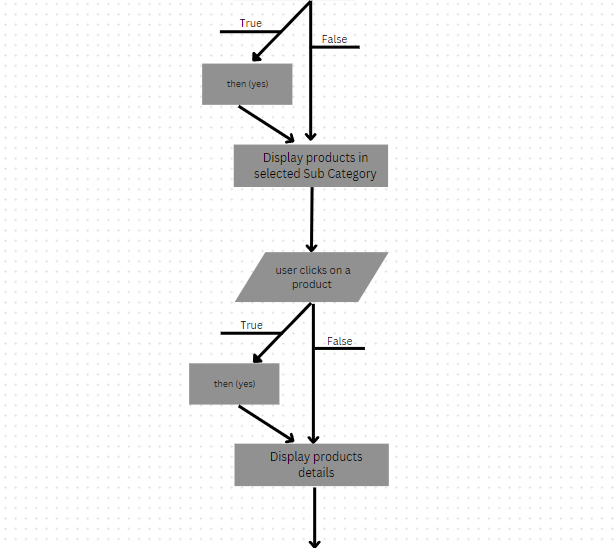 True
False
then (yes)
Display products in
selected Sub Category
user clicks on a
product
True
False
then (yes)
Display products
details